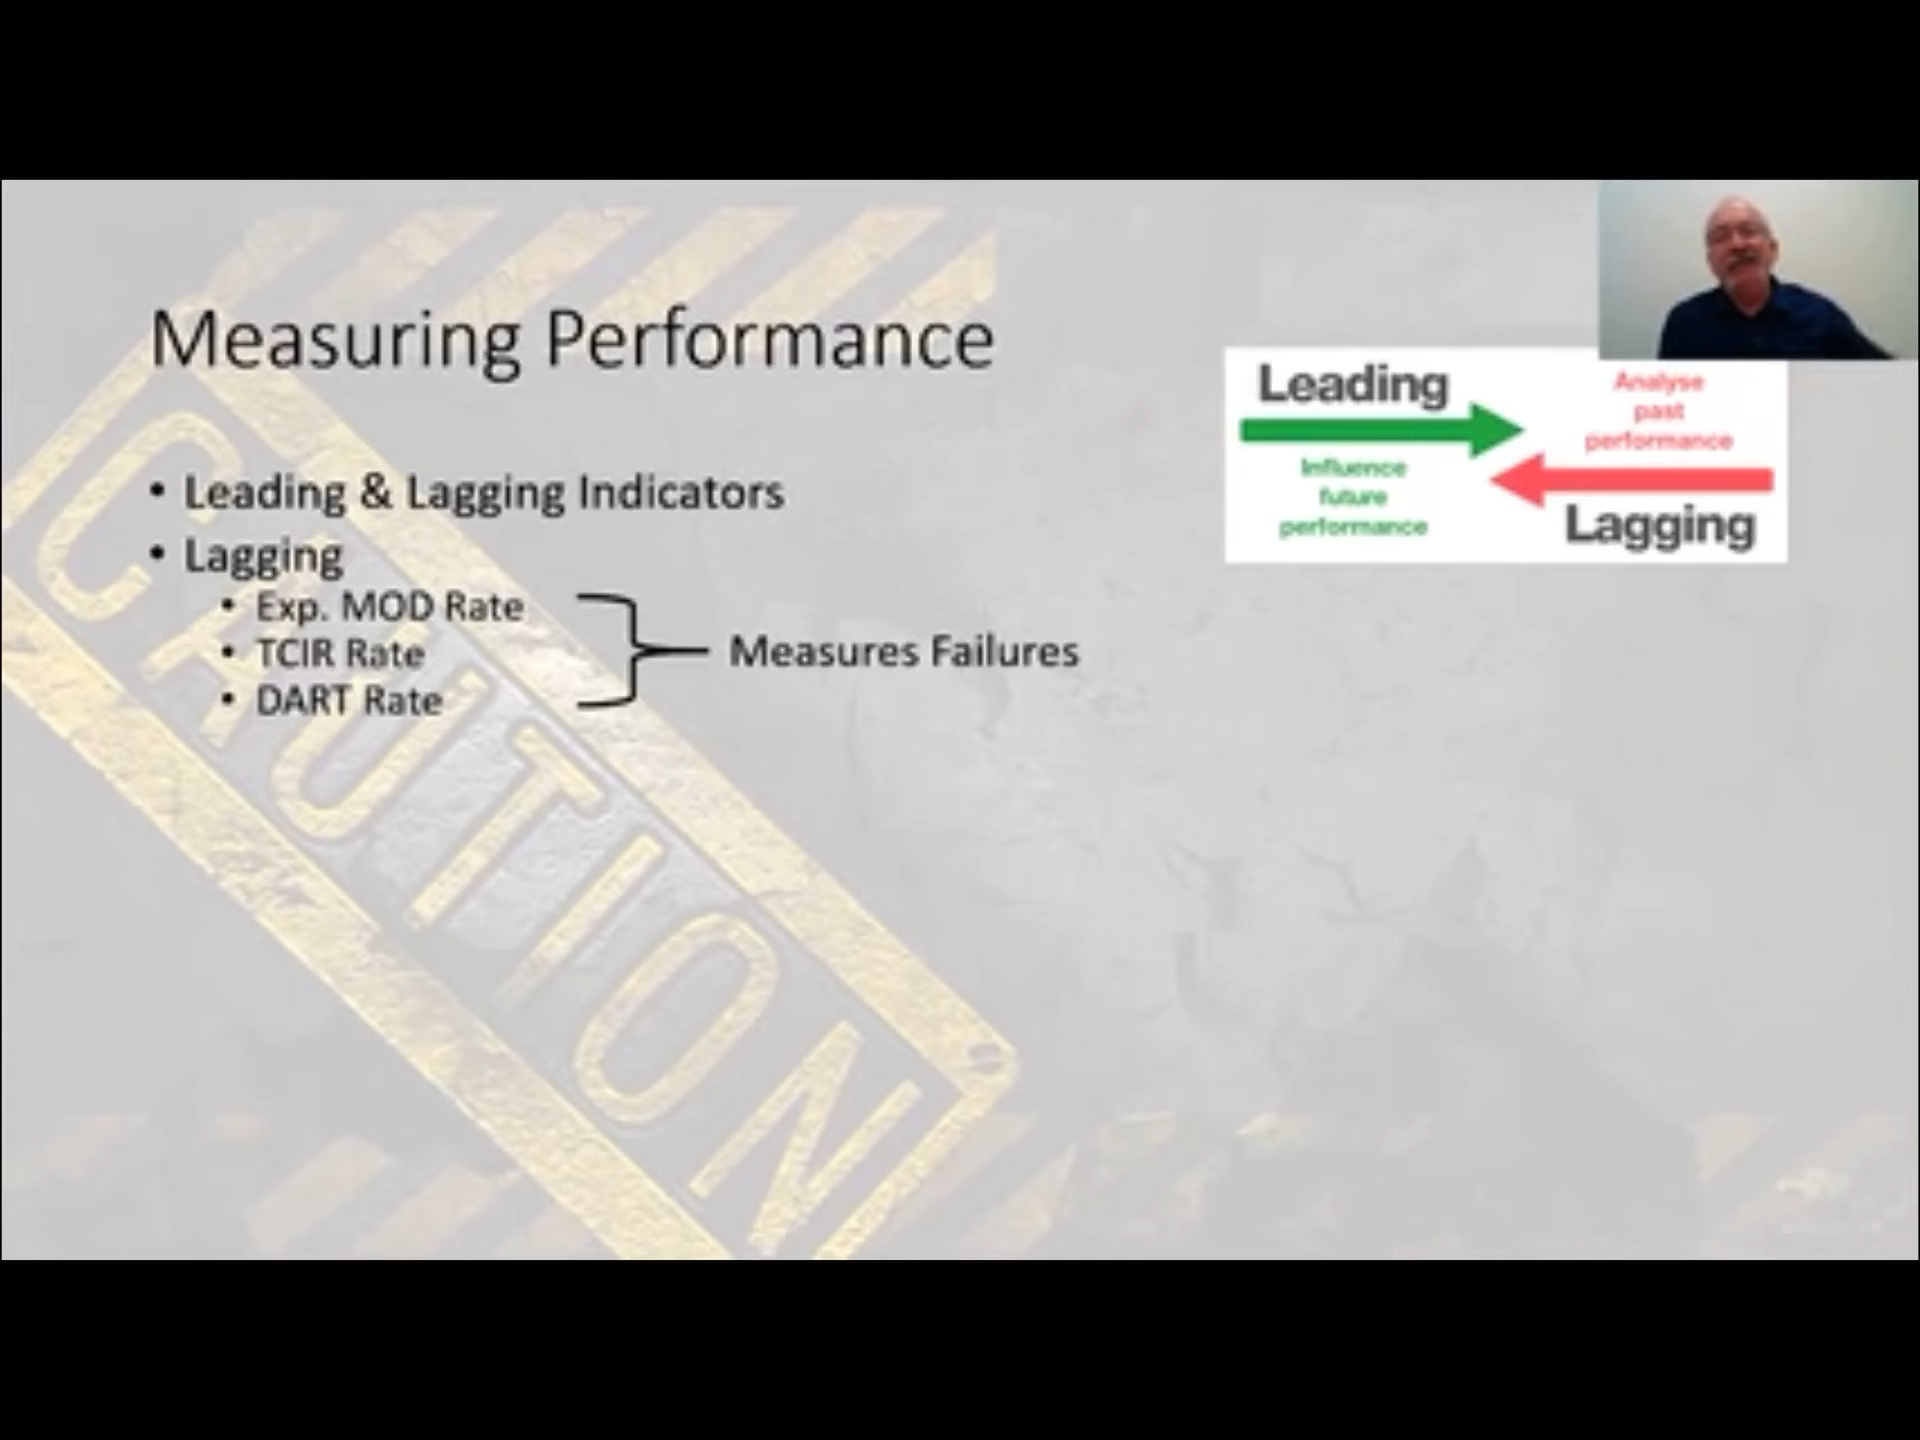 Measuring Performance
• Leading & Lagging Indicators
• Lagging
• Exp. MOD Rate
• TCIR Rate
• DART Rate
Measures Failures
Leading
Influence
future
performance
Analyse
past
performance
Lagging
CAUTION